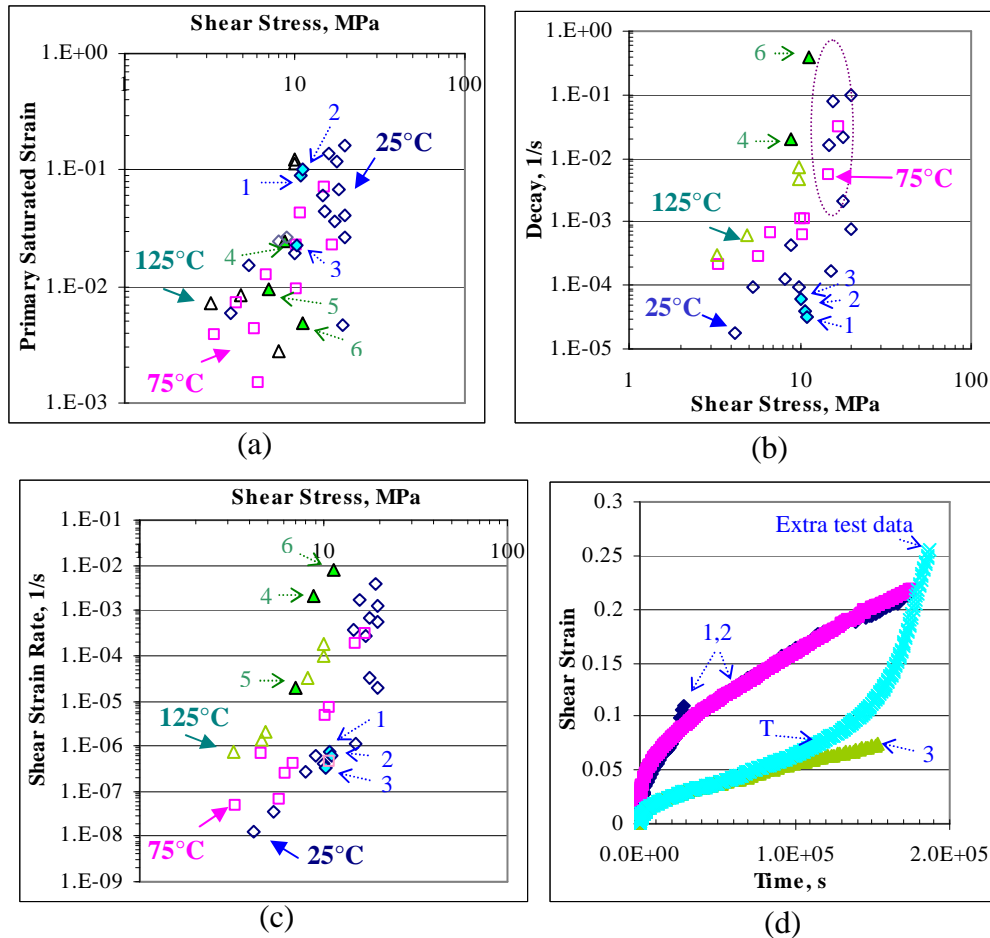 Shear Stress, MPa
1 10 100
1.E+00
1.E-01
1.E-02
1.E-03
Primary Saturated Strain
2
25°C
1
125°C
4
3
5
75°C
6
(a)
1.E+00
1.E-01
1.E-02
1.E-03
1.E-04
1.E-05
Decay, 1/s
6
4
75°C
125°C
3
2
25°C
1
1 10 100
Shear Stress, MPa
(b)
Shear Stress, MPa
1 10 100
1.E-01
1.E-02
1.E-03
1.E-04
1.E-05
1.E-06
1.E-07
1.E-08
1.E-09
Shear Strain Rate, 1/s
6
4
5
125°C
1
2
3
75°C
25°C
(c)
0.3
0.25
0.2
0.15
0.1
0.05
0
Shear Strain
Extra test data
1,2
T
3
0.0E+00 1.0E+05 2.0E+05
Time, s
(d)